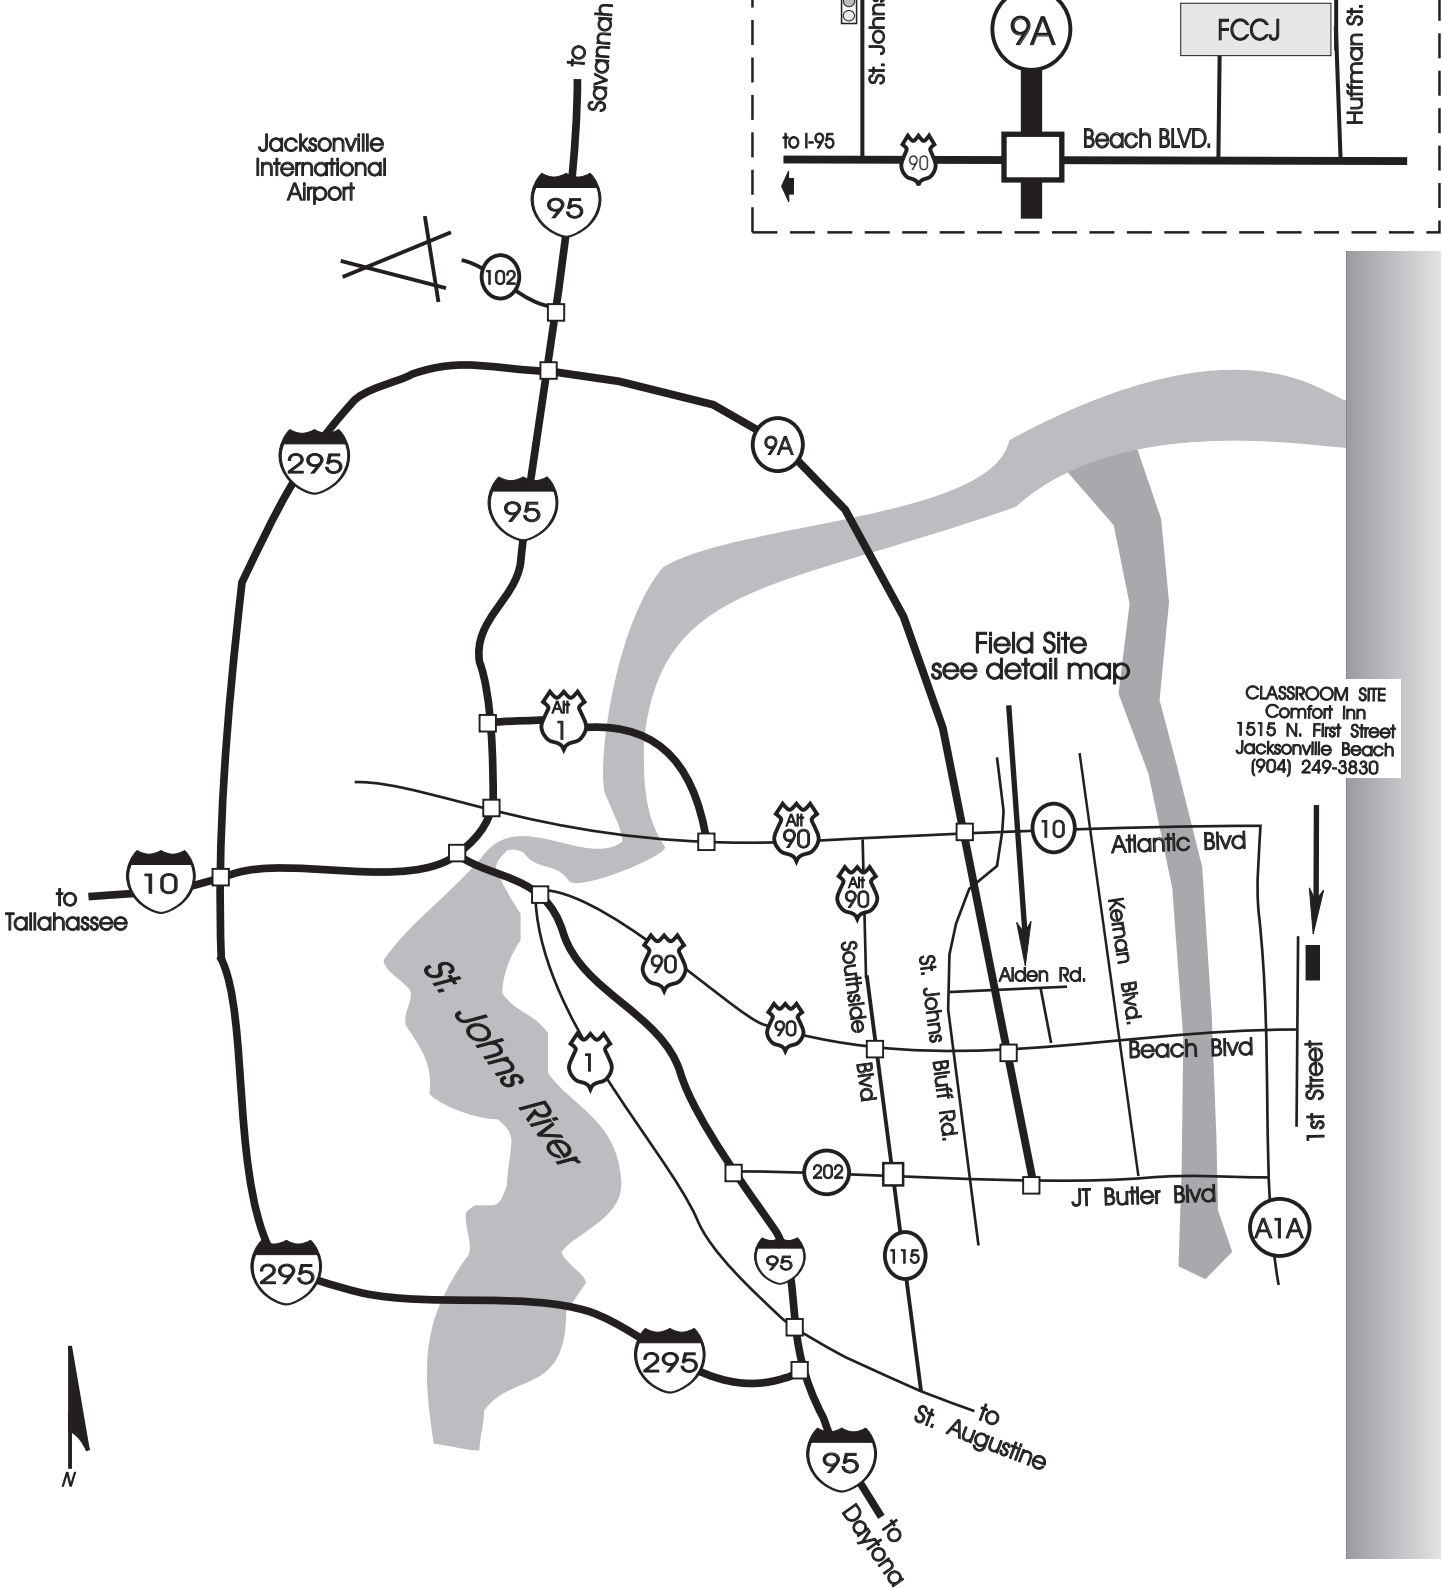 to
Savannah
St. Johns
9A
FCCJ
Huffman St.
to I-95
90
Beach BLVD.
Jacksonville
International
Airport
95
102
295
9A
95
Field Site
see detail map
CLASSROOM SITE
Comfort Inn
1515 N. First Street
Jacksonville Beach
(904) 249-3830
Alt
1
Alt
90
10
Atlantic Blvd
10
to
Tallahassee
Alt
90
Kernan Blvd.
90
St. Johns River
Southside Blvd
St. Johns Bluff Rd.
Alden Rd.
90
1
Beach Blvd
1st Street
202
JT Butler Blvd
A1A
295
95
115
295
N
to
St. Augustine
95
to
Daytona